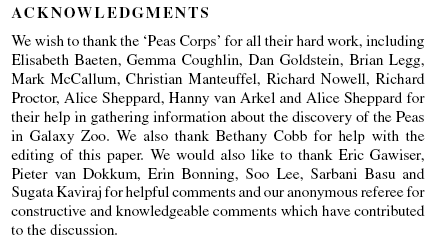 ACKNOWLEDGMENTS
We wish to thank the ‘Peas Corps’ for all their hard work, including
Elisabeth Baeten, Gemma Coughlin, Dan Goldstein, Brian Legg,
Mark McCallum, Christian Manteuffel, Richard Nowell, Richard
Proctor, Alice Sheppard, Hanny van Arkel and Alice Sheppard for
their help in gathering information about the discovery of the Peas
in Galaxy Zoo. We also thank Bethany Cobb for help with the
editing of this paper. We would also like to thank Eric Gawiser,
Pieter van Dokkum, Erin Bonning, Soo Lee, Sarbani Basu and
Sugata Kaviraj for helpful comments and our anonymous referee for
constructive and knowledgeable comments which have contributed
to the discussion.